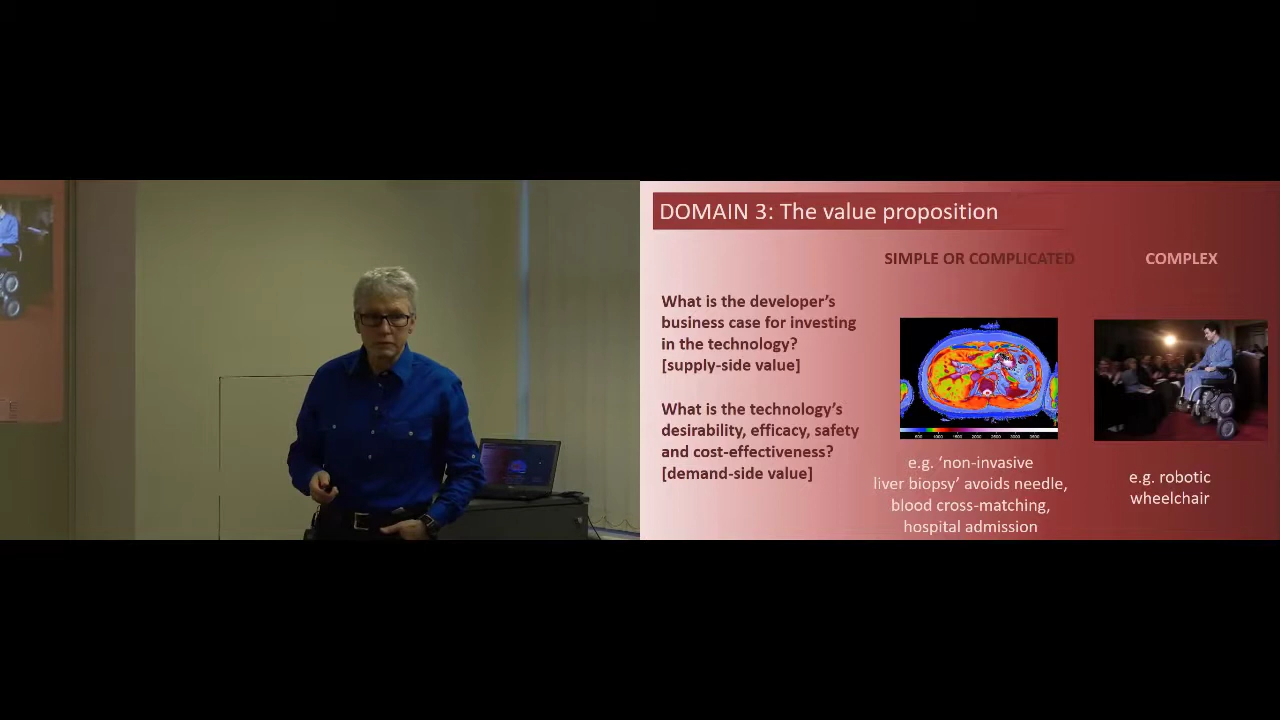 DOMAIN 3: The value proposition
SIMPLE OR COMPLICATED
COMPLEX
What is the developer’s
business case for investing
in the technology?
[supply-side value]
What is the technology’s
desirability, efficacy, safety
and cost-effectiveness?
[demand-side value]
e.g. ‘non-invasive
liver biopsy’ avoids needle,
blood cross-matching,
hospital admission
e.g. robotic
wheelchair